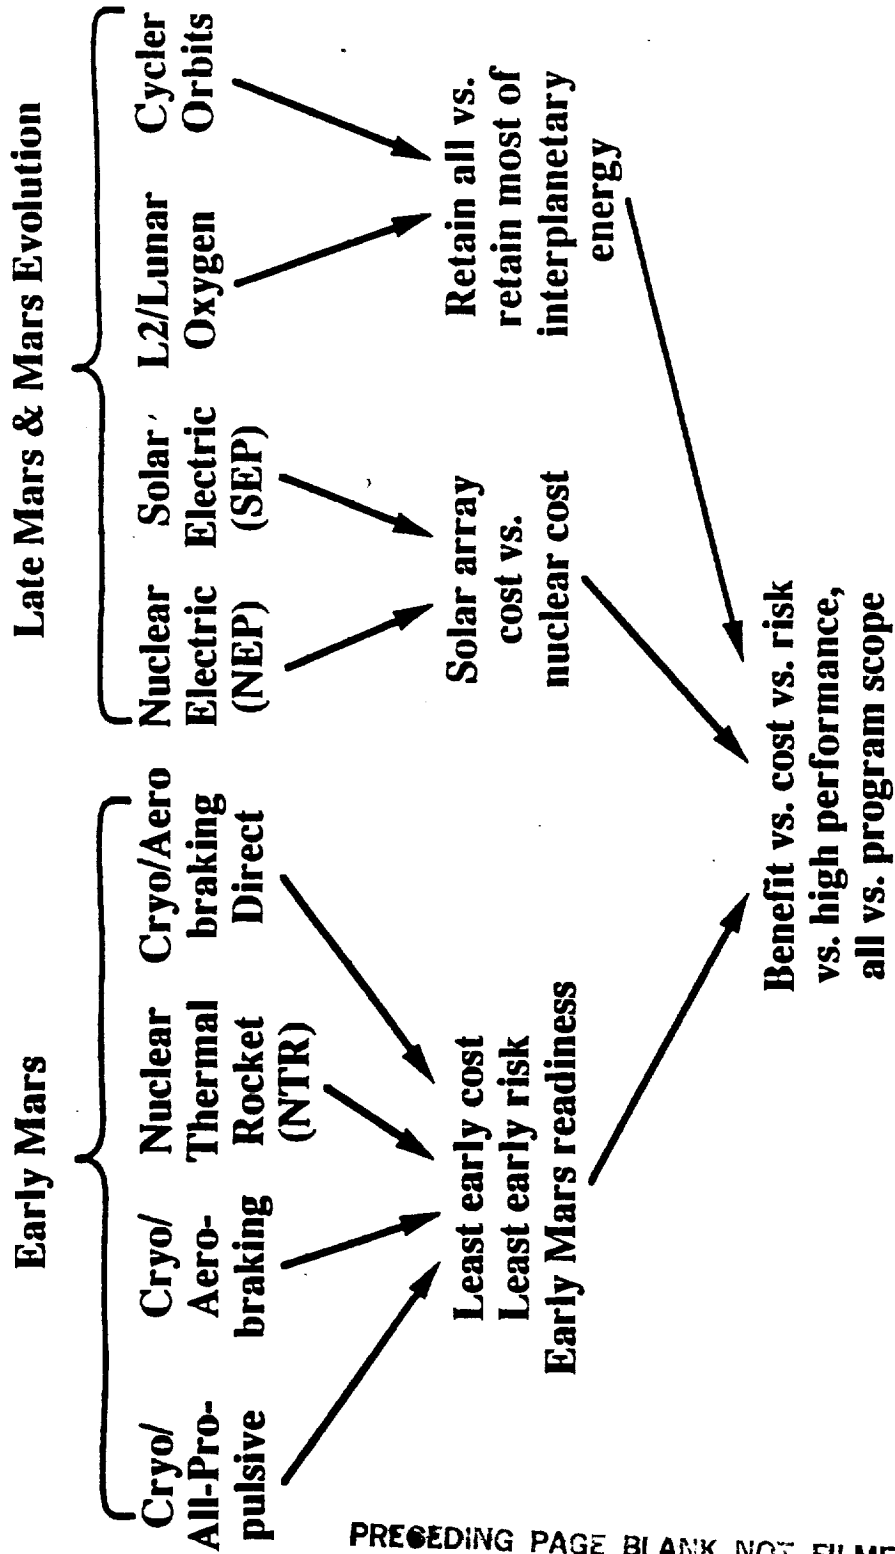 Early Mars
Late Mars & Mars Evolution
Cryo/
All-Pro-
pulsive
Cryo/
Aero-
braking
Nuclear
Thermal
Rocket
(NTR)
Cryo/Aero
braking
Direct
Nuclear
Electric
(NEP)
Solar
Electric
(SEP)
L2/Lunar
Oxygen
Cycler
Orbits
Least early cost
Least early risk
Early Mars readiness
Solar array
cost vs.
nuclear cost
Retain all vs.
retain most of
interplanetary
energy
Benefit vs. cost vs. risk
vs. high performance,
all vs. program scope
PRECEDING PAGE BLANK NOT